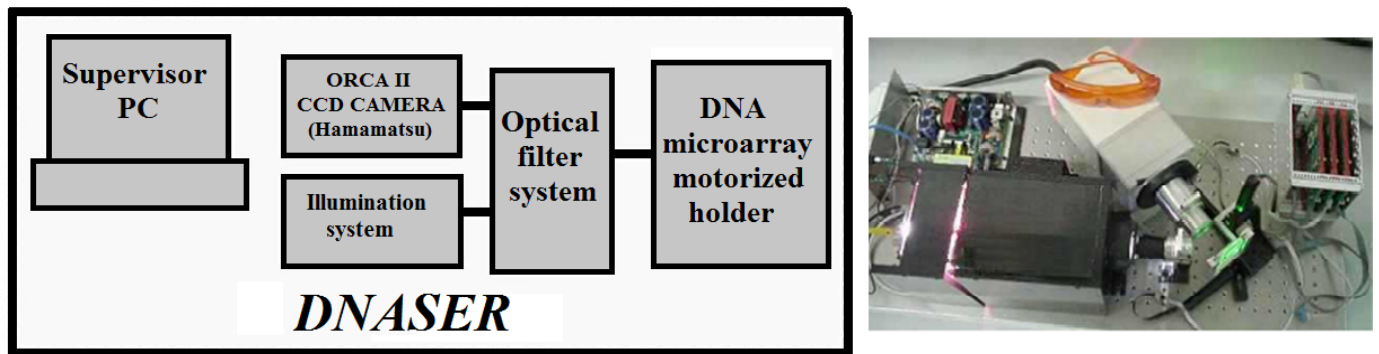 Supervisor
PC
ORCA II
CCD CAMERA
(Hamamatsu)
Illumination
system
Optical
filter
system
DNA
microarray
motorized
holder
DNASER